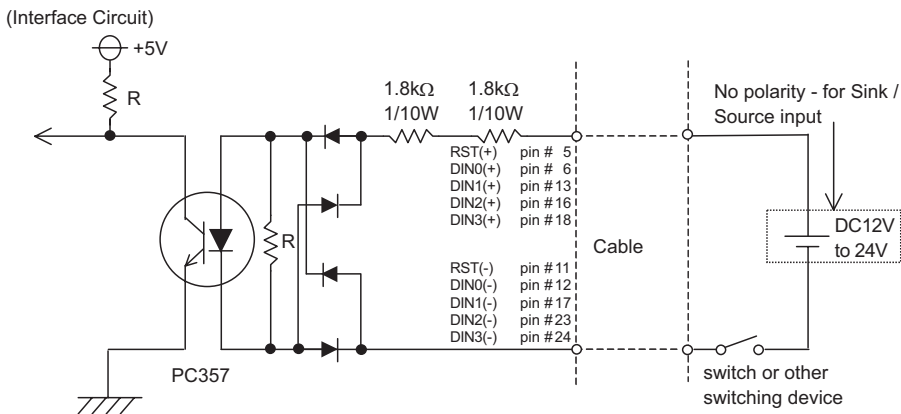 (Interface Circuit)
+5V
R
1.8kΩ
1/10W
1.8kΩ
1/10W
No polarity - for Sink /
Source input
RST(+) pin # 5
DIN0(+) pin # 6
DIN1(+) pin # 13
DIN2(+) pin # 16
DIN3(+) pin # 18
R
Cable
DC12V
to 24V
RST(-) pin # 11
DIN0(-) pin # 12
DIN1(-) pin # 17
DIN2(-) pin # 23
DIN3(-) pin # 24
PC357
switch or other
switching device